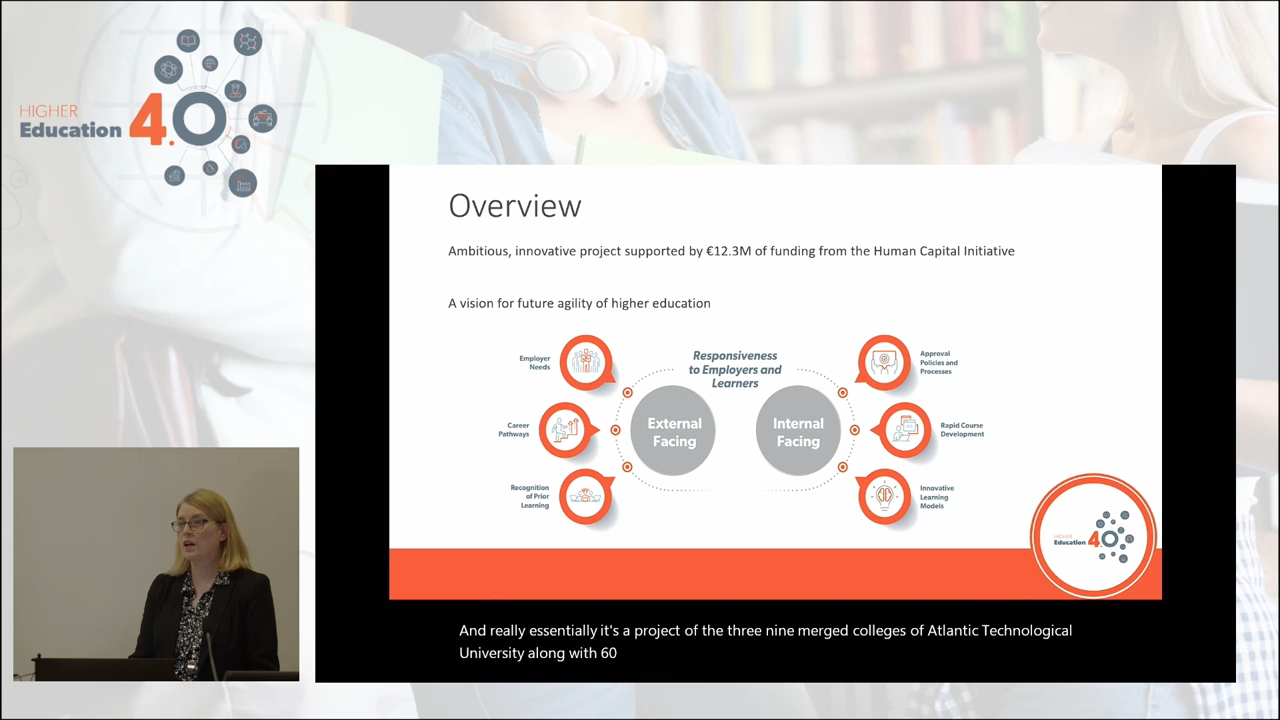 HIGHER
Education 4.0
Overview
Ambitious, innovative project supported by €12.3M of funding from the Human Capital Initiative
A vision for future agility of higher education
Responsiveness
to Employers and
Learners
Employer
Needs
Career
Pathways
Recognition
of Prior
Learning
External
Facing
Internal
Facing
Approval
Policies and
Processes
Rapid Course
Development
Innovative
Learning
Models
HIGHER
Education 4.0
And really essentially it's a project of the three nine merged colleges of Atlantic Technological
University along with 60